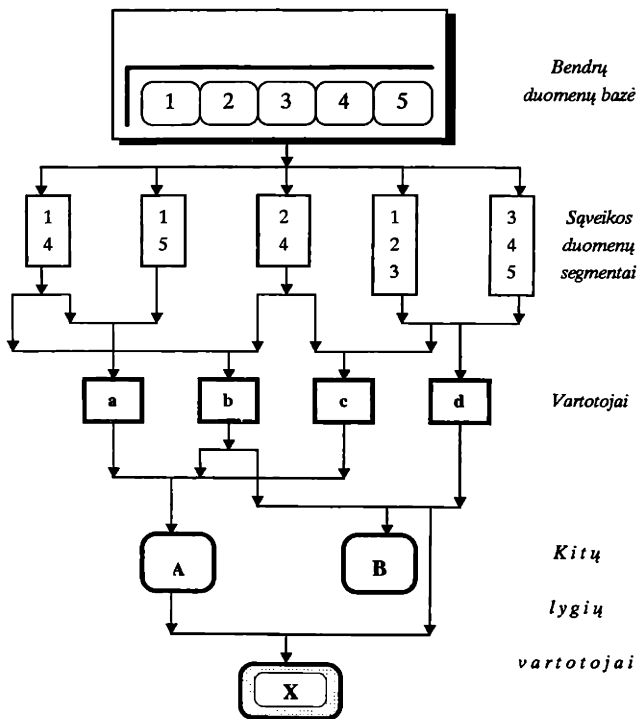 Bendrų
duomenų bazė
1 2 3 4 5
1 1 2 1 3
4 5 4 2 4
3 5
Sąveikos
duomenų
segmentai
a b c d
Vartotojai
A B
Kitų
lygių
vartotojai
X